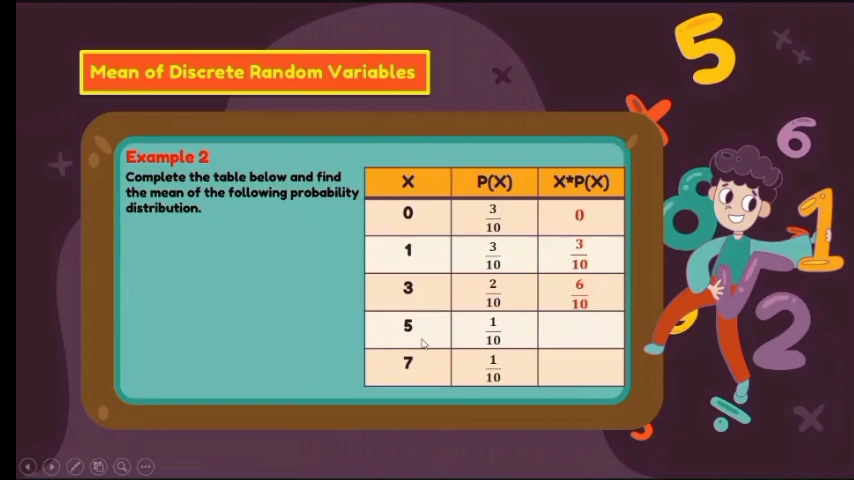 Mean of Discrete Random Variables
Example 2
Complete the table below and find
the mean of the following probability
distribution.
X P(X) X*P(X)
0 3/10 0
1 3/10 3/10
3 2/10 6/10
5 1/10
7 1/10
5
6
8
1
2